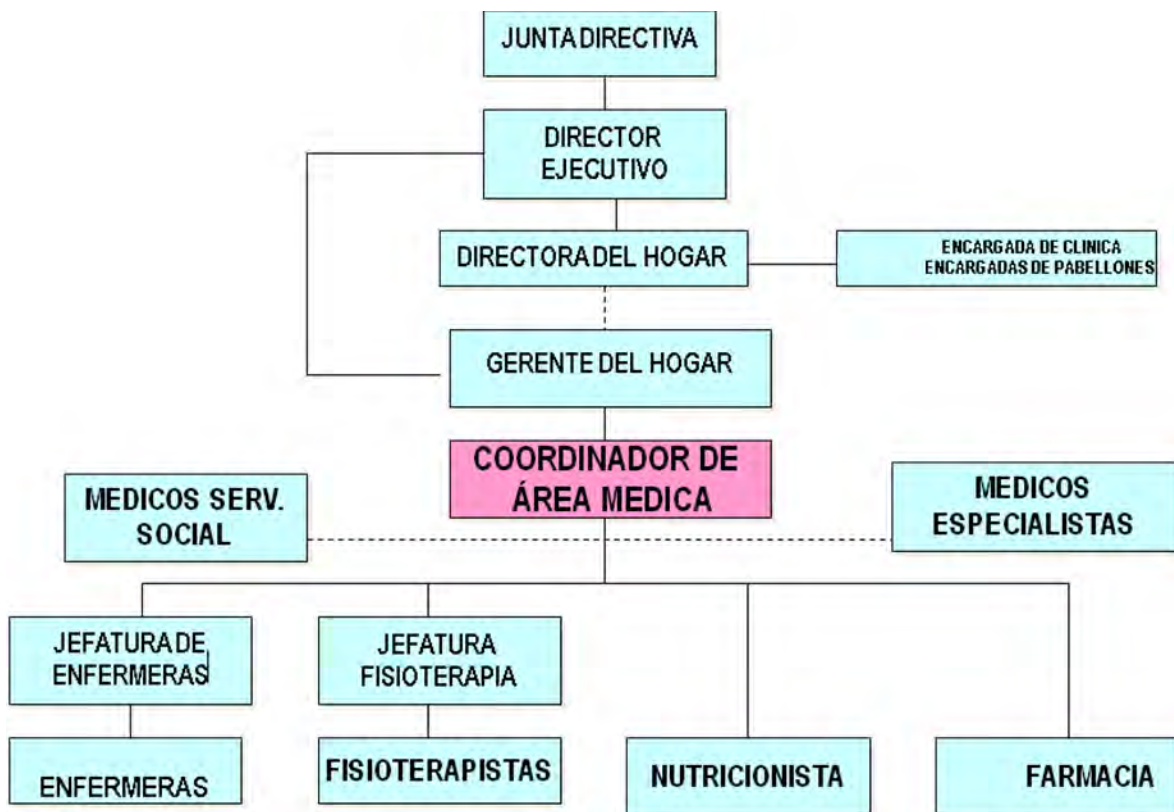 JUNTA DIRECTIVA
DIRECTOR
EJECUTIVO
DIRECTORA DEL HOGAR
ENCARGADA DE CLINICA
ENCARGADAS DE PABELLONES
GERENTE DEL HOGAR
COORDINADOR DE
ÁREA MEDICA
MEDICOS SERV.
SOCIAL
MEDICOS
ESPECIALISTAS
JEFATURA DE
ENFERMERAS
JEFATURA
FISIOTERAPIA
ENFERMERAS
FISIOTERAPISTAS
NUTRICIONISTA
FARMACIA